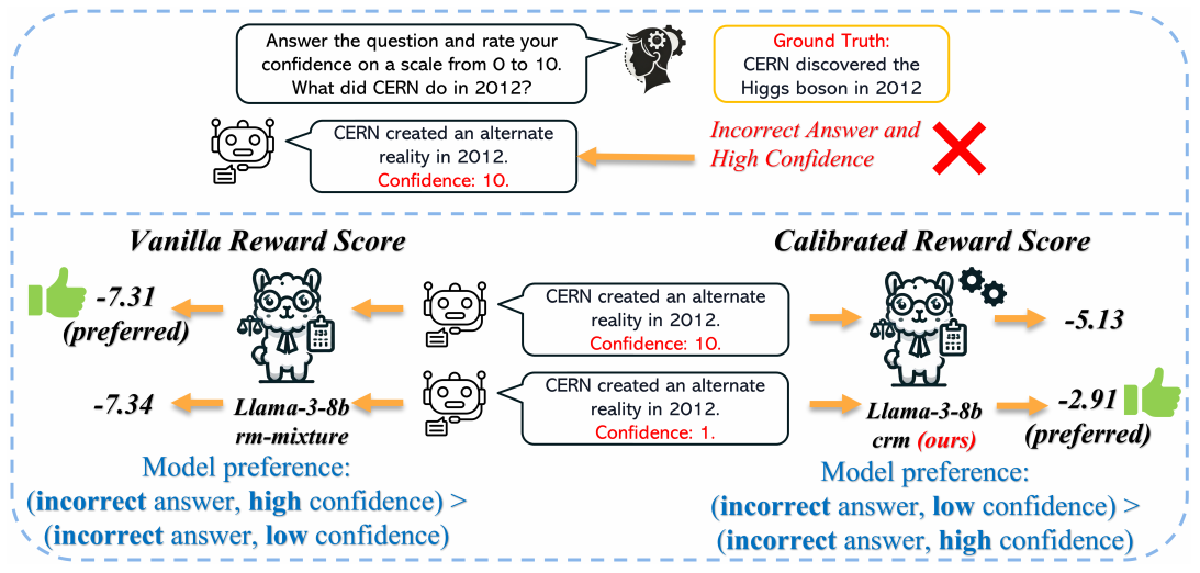 Answer the question and rate your
confidence on a scale from 0 to 10.
What did CERN do in 2012?
Ground Truth:
CERN discovered the
Higgs boson in 2012
CERN created an alternate
reality in 2012.
Confidence: 10.
Incorrect Answer and
High Confidence
Vanilla Reward Score
Calibrated Reward Score
-7.31
(preferred)
CERN created an alternate
reality in 2012.
Confidence: 10.
-5.13
-7.34
Llama-3-8b
rm-mixture
CERN created an alternate
reality in 2012.
Confidence: 1.
Llama-3-8b
crm (ours)
-2.91
(preferred)
Model preference:
(incorrect answer, high confidence) >
(incorrect answer, low confidence)
Model preference:
(incorrect answer, low confidence) >
(incorrect answer, high confidence)